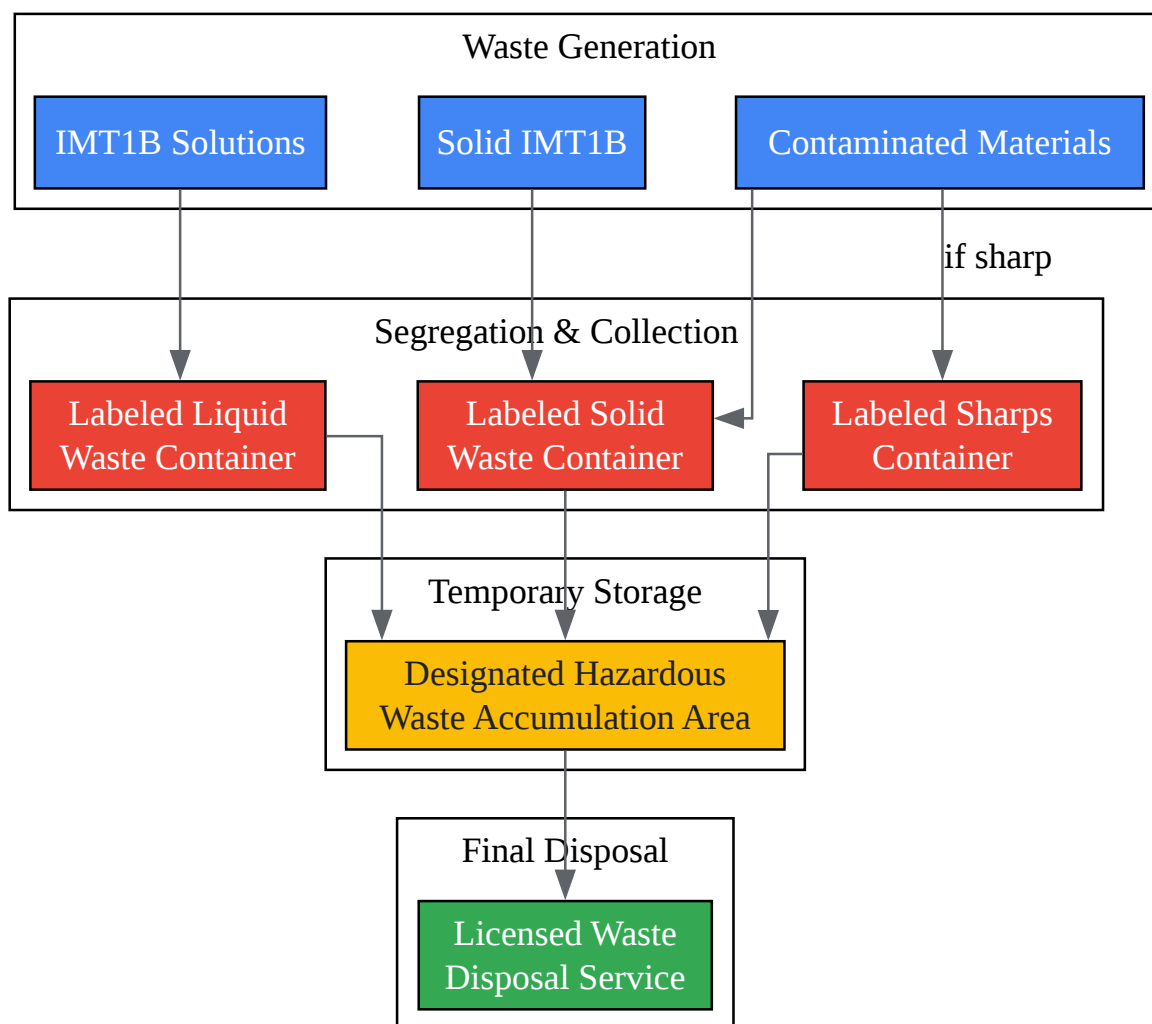 Waste Generation
IMT1B Solutions
Solid IMT1B
Contaminated Materials
if sharp
Segregation & Collection
Labeled Liquid
Waste Container
Labeled Solid
Waste Container
Labeled Sharps
Container
Temporary Storage
Designated Hazardous
Waste Accumulation Area
Final Disposal
Licensed Waste
Disposal Service